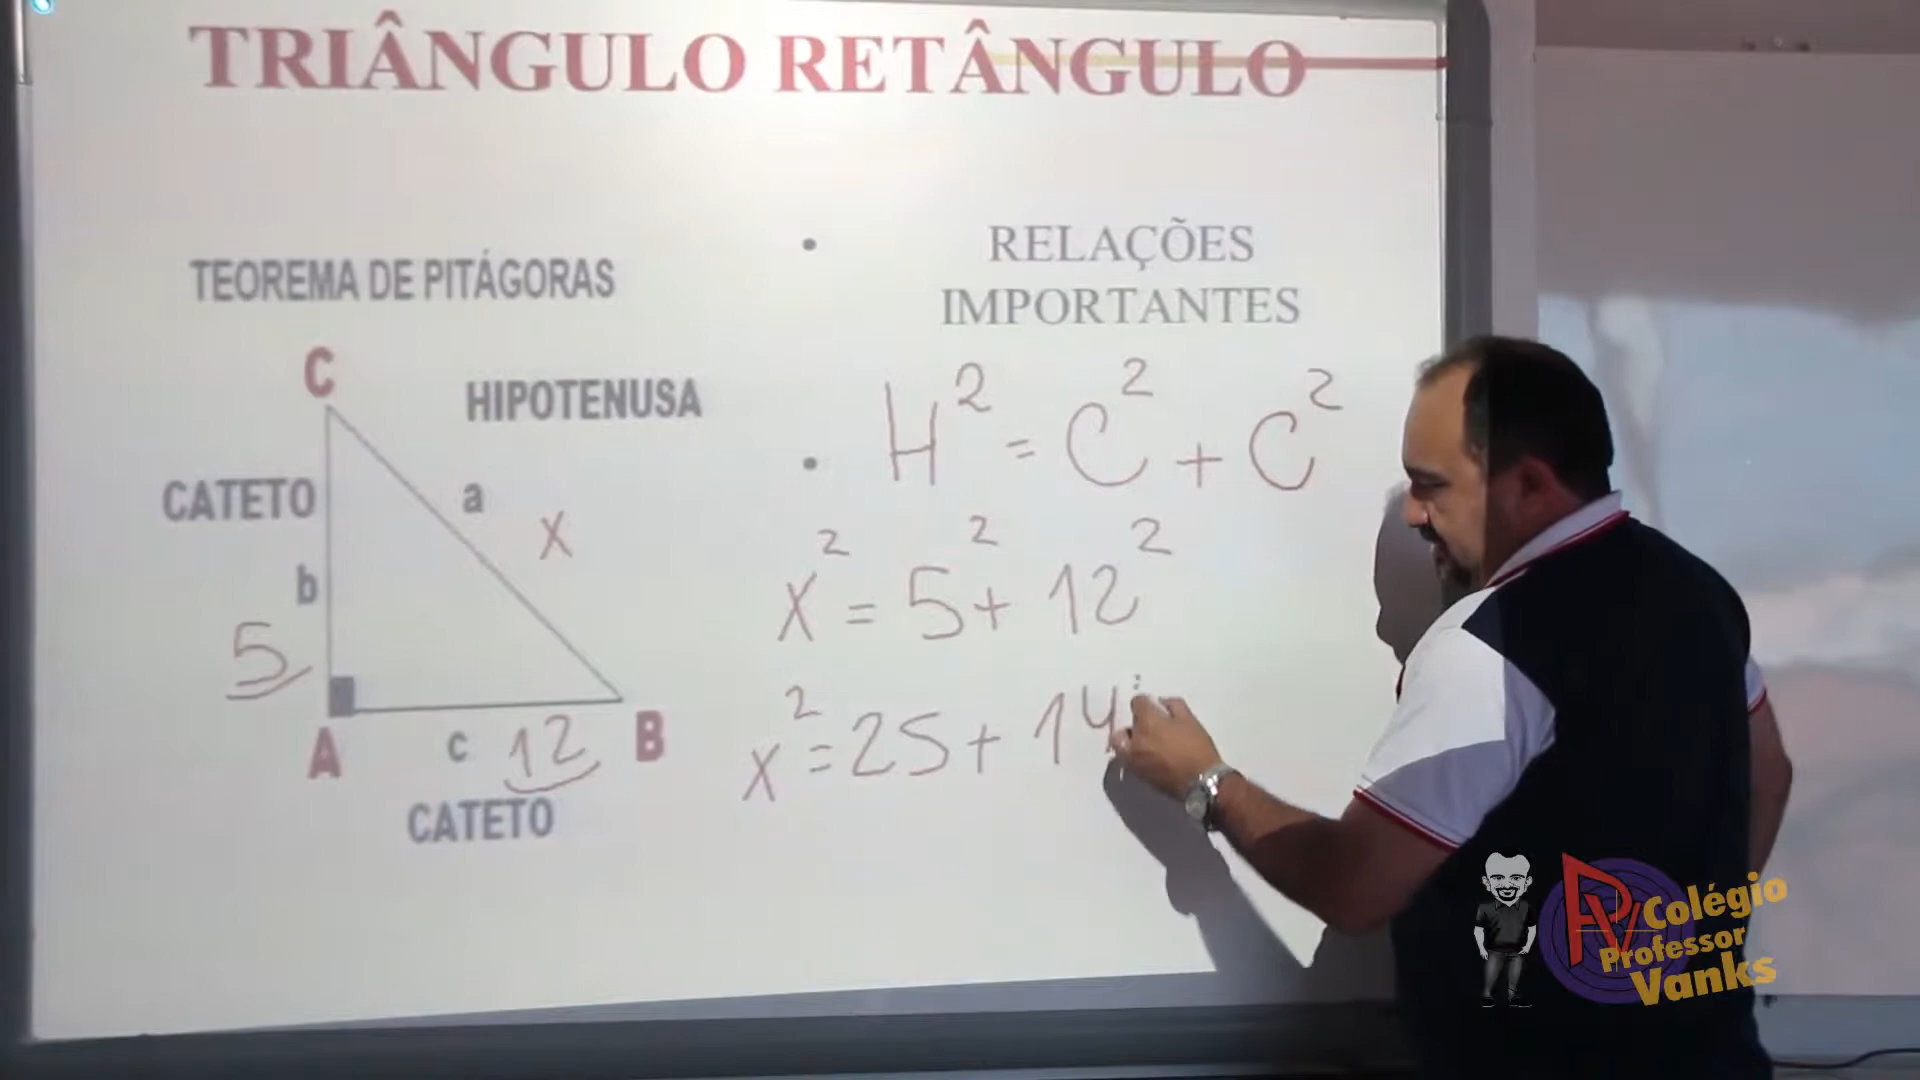 TRIÂNGULO RETÂNGULO
TEOREMA DE PITÁGORAS
C
HIPOTENUSA
CATETO
a
x
b
5
A
c
12
B
CATETO
• RELAÇÕES
IMPORTANTES
• H² = C² + C²
x² = 5² + 12²
x² = 25 + 14
PV
Colégio
Professor
Vanks